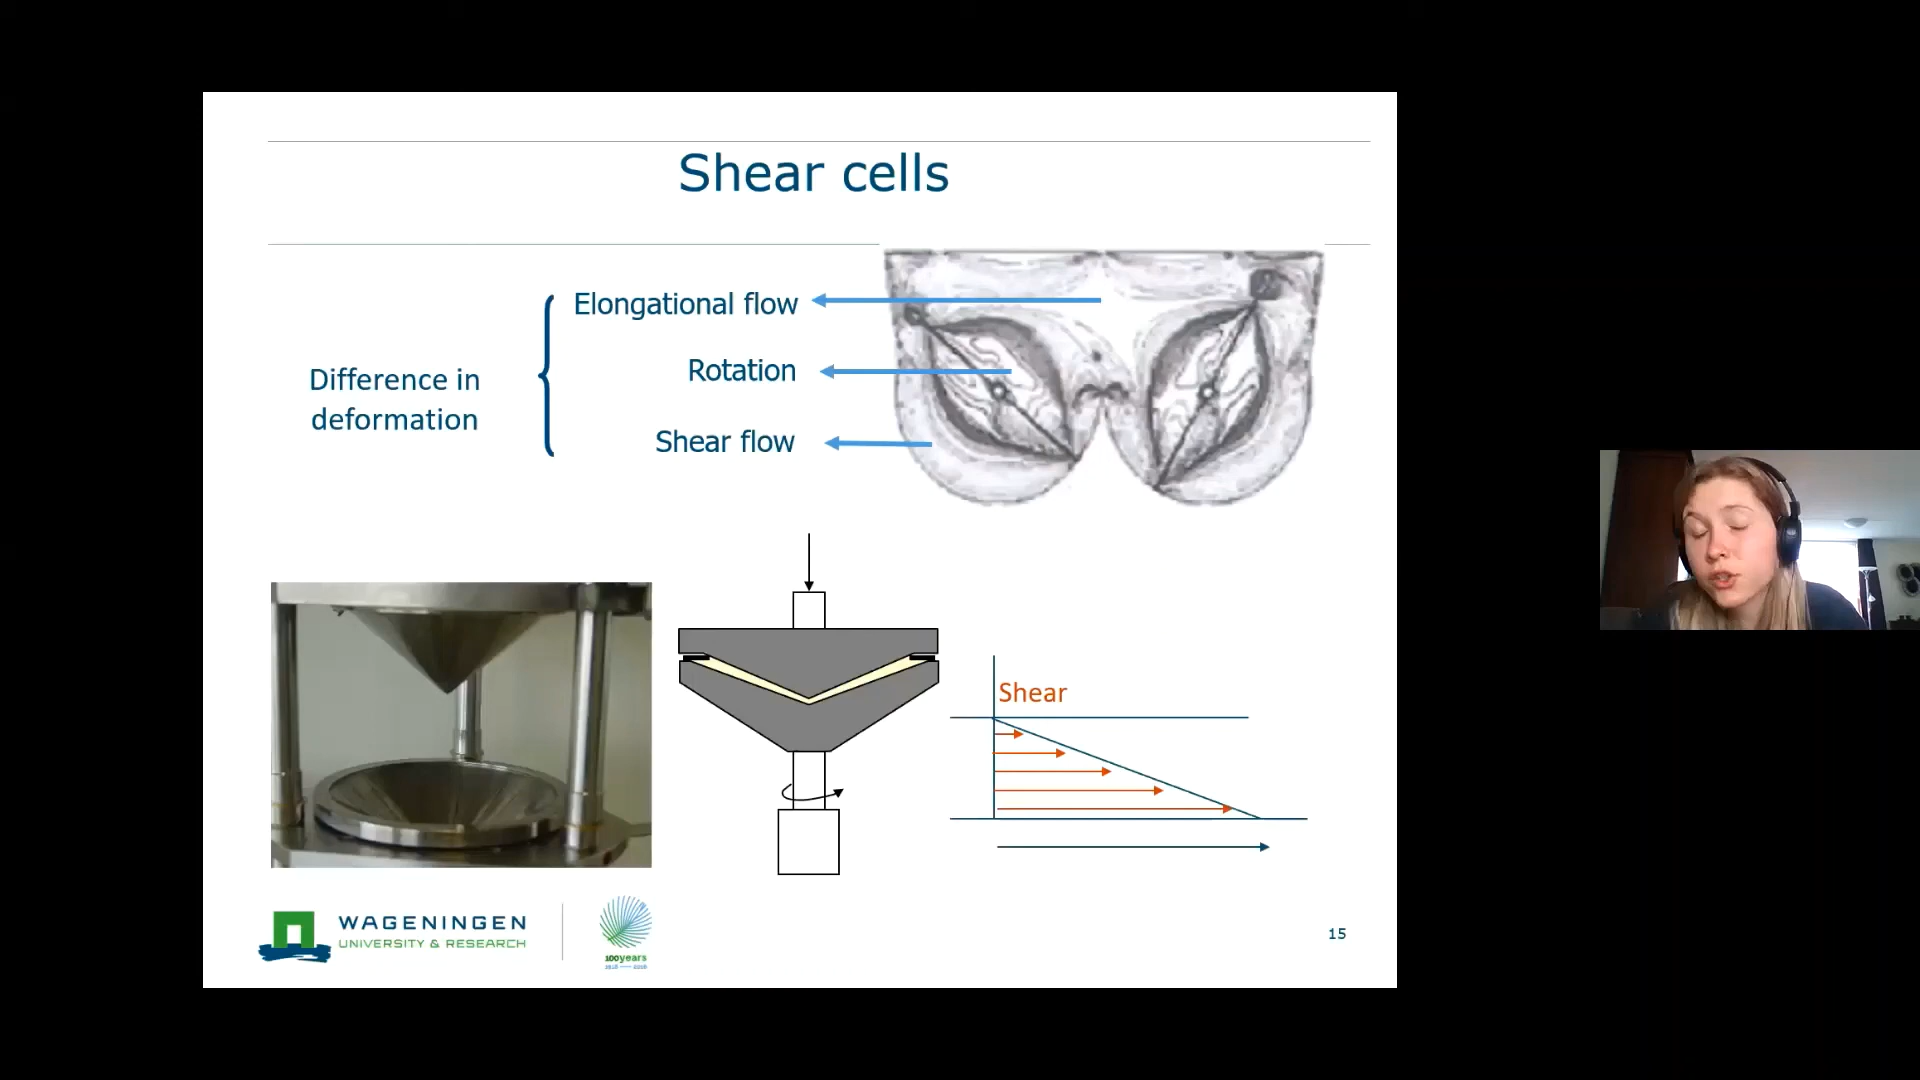 Shear cells
Elongational flow
Rotation
Shear flow
Difference in
deformation
Shear
WAGENINGEN
UNIVERSITY & RESEARCH
100years
15